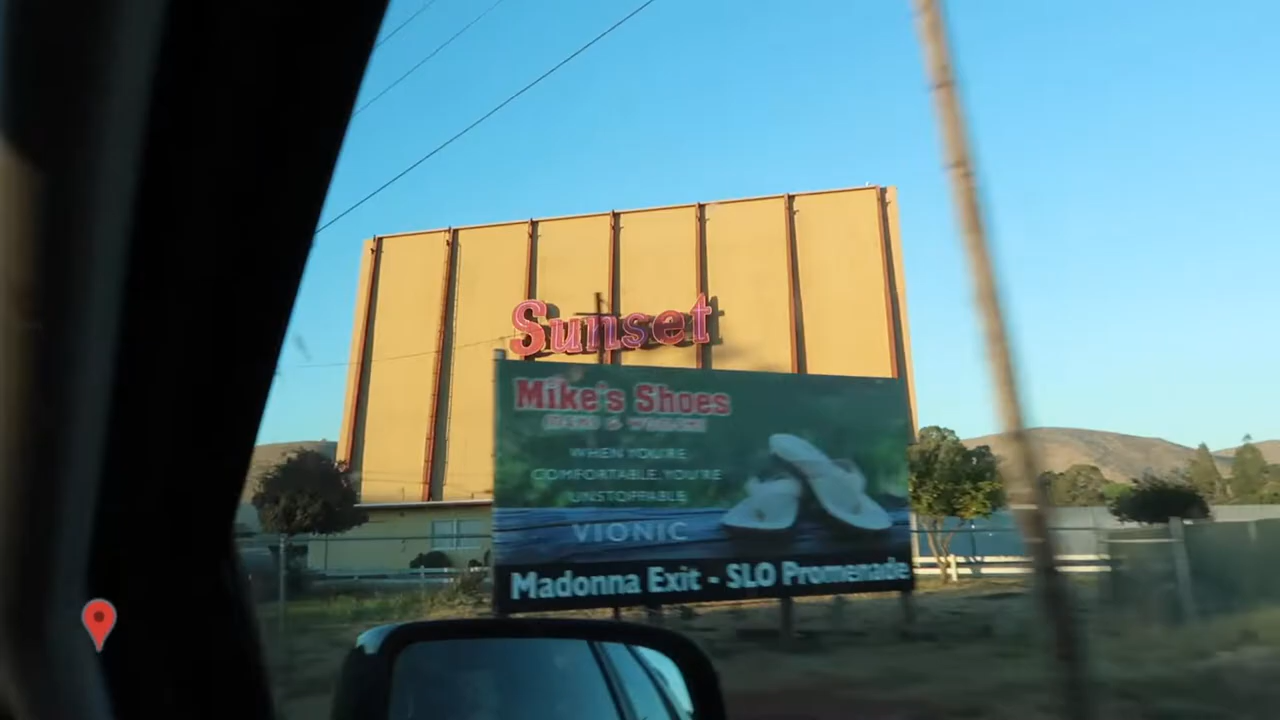 Sunset
Mike's Shoes
WHEN YOU'RE
COMFORTABLE, YOU'RE
UNSTOPPABLE
VIONIC
Madonna Exit - SLO Promenade